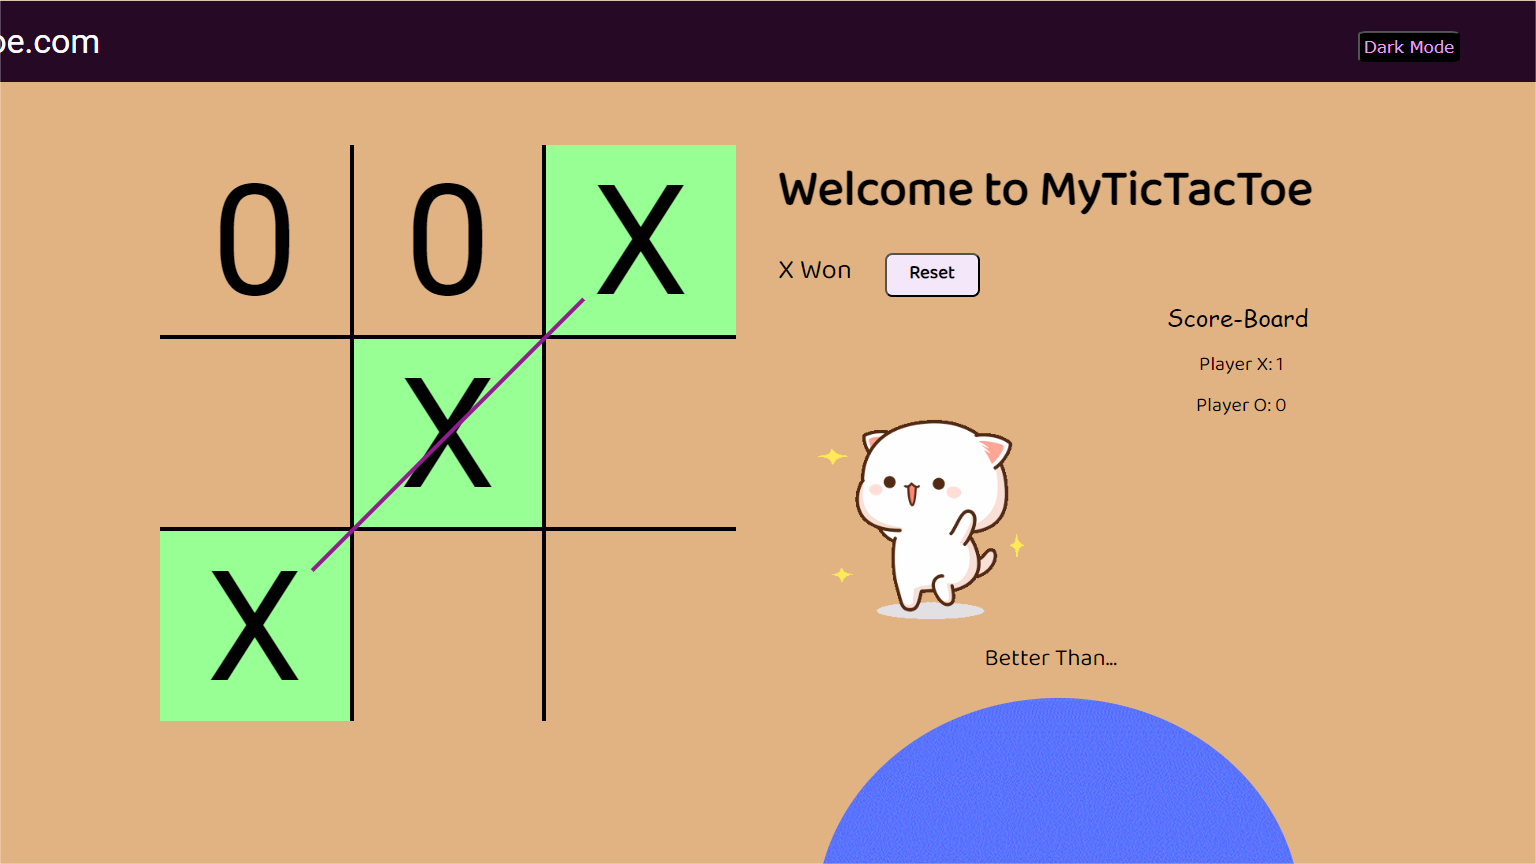 oe.com
Dark Mode
0 0 X
X
X
Welcome to MyTicTacToe
X Won
Reset
Score-Board
Player X: 1
Player O: 0
Better Than...